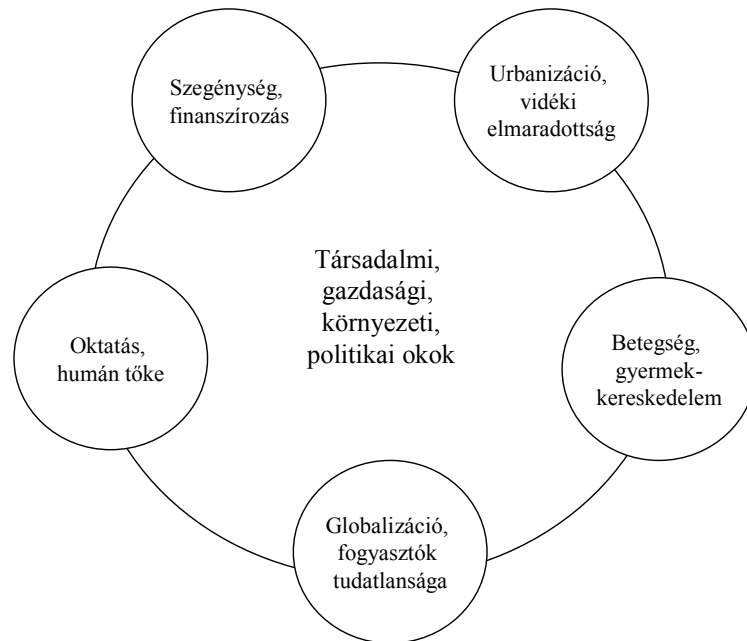 Szegénység,
finanszírozás
Urbanizáció,
vidéki
elmaradottság
Társadalmi,
gazdasági,
környezeti,
politikai okok
Oktatás,
humán tőke
Betegség,
gyermek-
kereskedelem
Globalizáció,
fogyasztók
tudatlansága